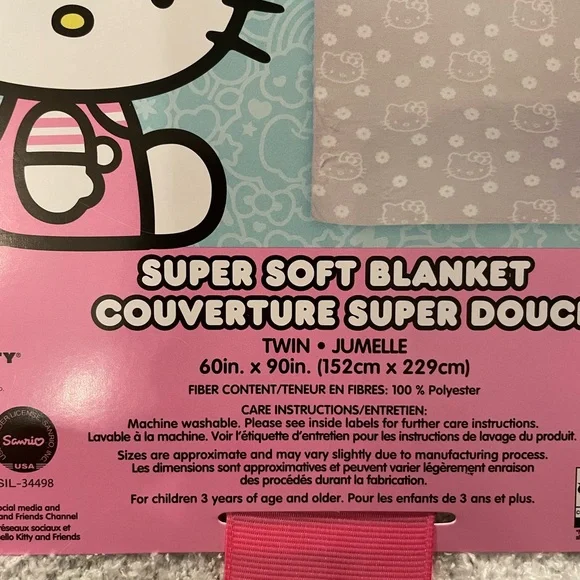 SUPER SOFT BLANKET
COUVERTURE SUPER DOUCE
TWIN • JUMELLE
60in. x 90in. (152cm x 229cm)
FIBER CONTENT/TENEUR EN FIBRES: 100 % Polyester
CARE INSTRUCTIONS/ENTRETIEN:
Machine washable. Please see inside labels for further care instructions.
Lavable à la machine. Voir l'étiquette d'entretien pour les instructions de lavage du produit.
Sizes are approximate and may vary slightly due to manufacturing process.
Les dimensions sont approximatives et peuvent varier légèrement enraison
des procédés durant la fabrication.
For children 3 years of age and older. Pour les enfants de 3 ans et plus.
TY®
Sanrio
USA
SIL-34498
ocial media and
and Friends Channel
réseaux sociaux et
ello Kitty and Friends